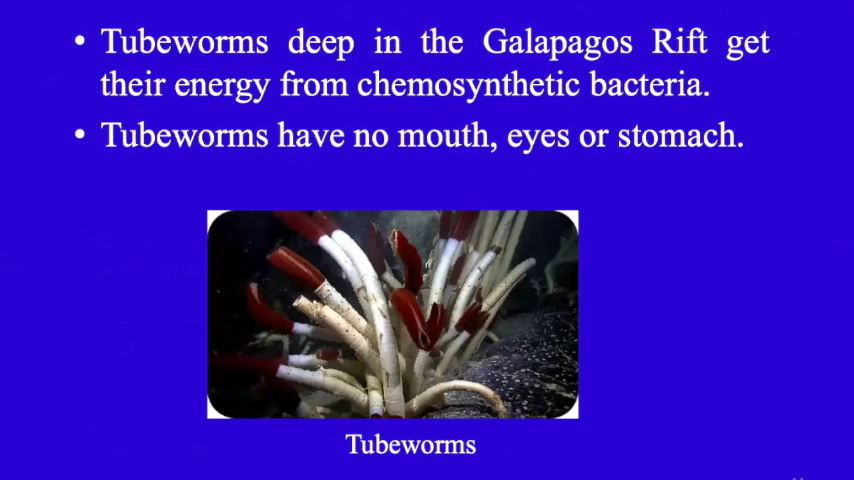 • Tubeworms deep in the Galapagos Rift get
their energy from chemosynthetic bacteria.
• Tubeworms have no mouth, eyes or stomach.
Tubeworms